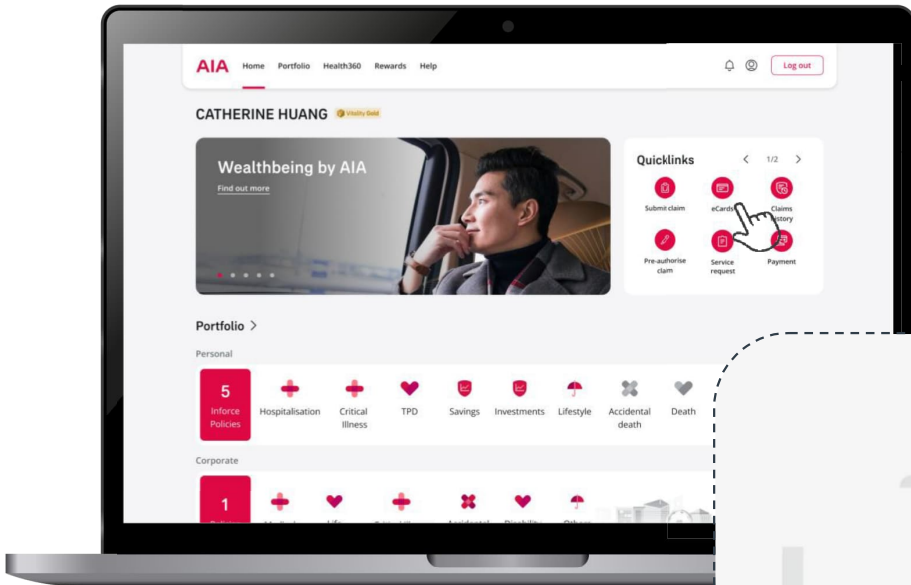 AIA Home Portfolio Health360 Rewards Help Log out
CATHERINE HUANG Vitality Gold
Wealthbeing by AIA
Find out more
Quicklinks 1/2
Submit claim eCards Claims
Pre-authorise claim
Service request
Payment
Portfolio >
Personal
5
Inforce
Policies
Hospitalisation
Critical
Illness
TPD
Savings
Investments
Lifestyle
Accidental
death
Death
Corporate
1